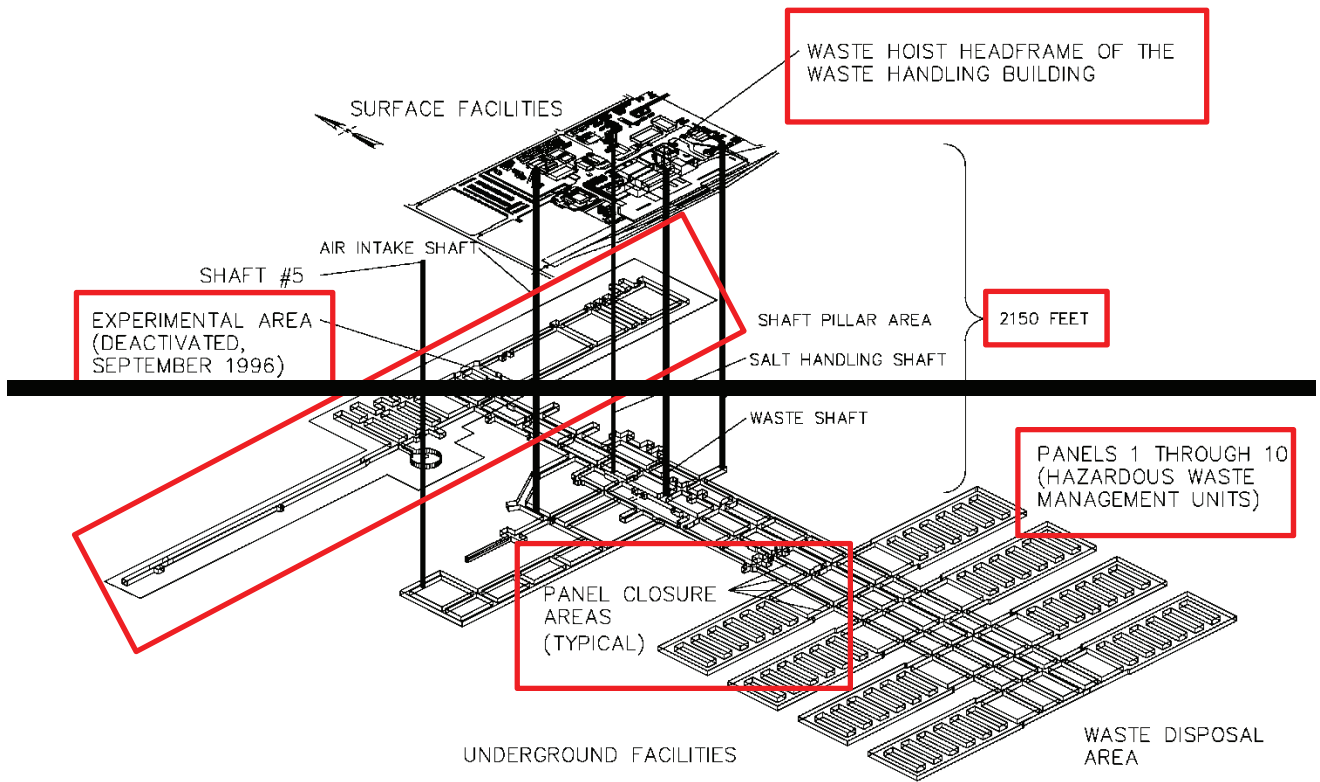 WASTE HOIST HEADFRAME OF THE
WASTE HANDLING BUILDING
SURFACE FACILITIES
AIR INTAKE SHAFT
SHAFT #5
EXPERIMENTAL AREA
(DEACTIVATED,
SEPTEMBER 1996)
SHAFT PILLAR AREA
2150 FEET
SALT HANDLING SHAFT
WASTE SHAFT
PANELS 1 THROUGH 10
(HAZARDOUS WASTE
MANAGEMENT UNITS)
PANEL CLOSURE
AREAS
(TYPICAL)
UNDERGROUND FACILITIES
WASTE DISPOSAL
AREA